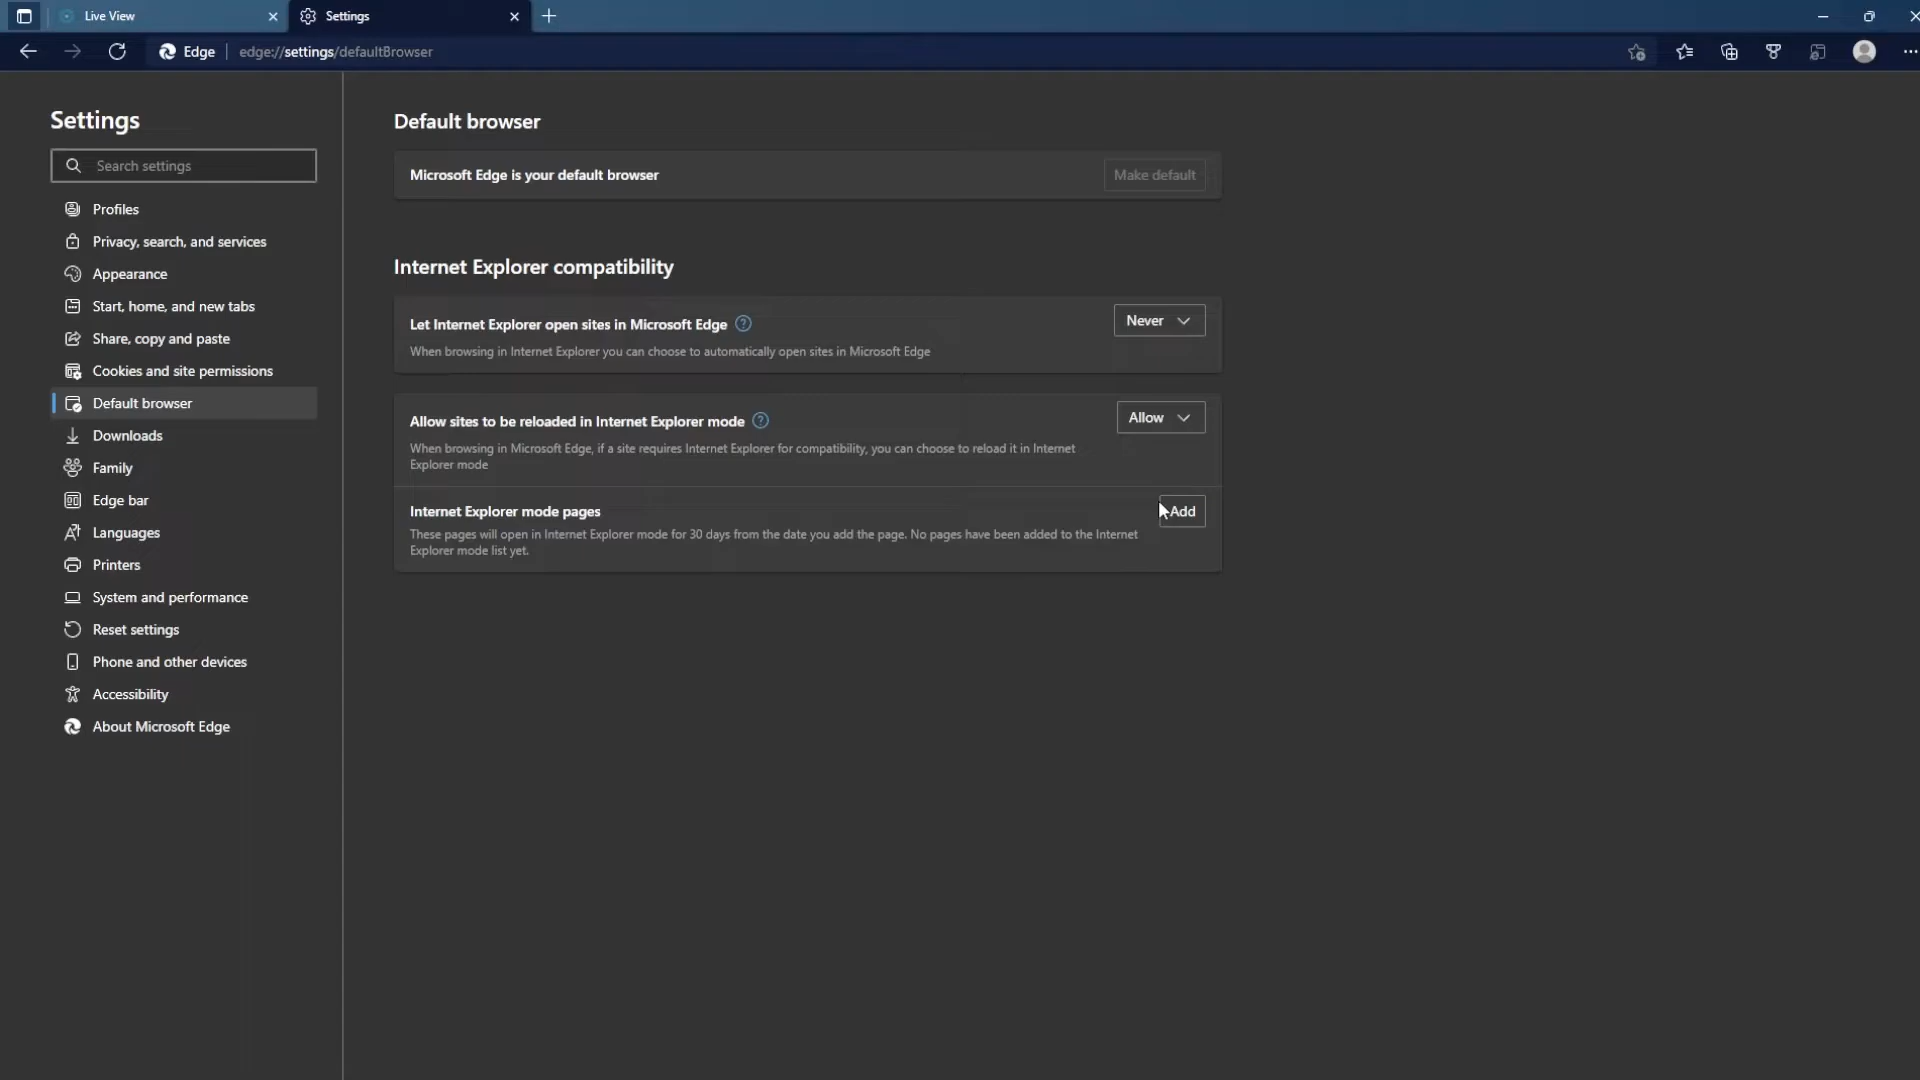 Live View
Settings
Edge
edge://settings/defaultBrowser
Settings
Search settings
Profiles
Privacy, search, and services
Appearance
Start, home, and new tabs
Share, copy and paste
Cookies and site permissions
Default browser
Downloads
Family
Edge bar
Languages
Printers
System and performance
Reset settings
Phone and other devices
Accessibility
About Microsoft Edge
Default browser
Microsoft Edge is your default browser
Make default
Internet Explorer compatibility
Let Internet Explorer open sites in Microsoft Edge
Never
When browsing in Internet Explorer you can choose to automatically open sites in Microsoft Edge
Allow sites to be reloaded in Internet Explorer mode
Allow
When browsing in Microsoft Edge, if a site requires Internet Explorer for compatibility, you can choose to reload it in Internet
Explorer mode
Internet Explorer mode pages
Add
These pages will open in Internet Explorer mode for 30 days from the date you add the page. No pages have been added to the Internet
Explorer mode list yet.